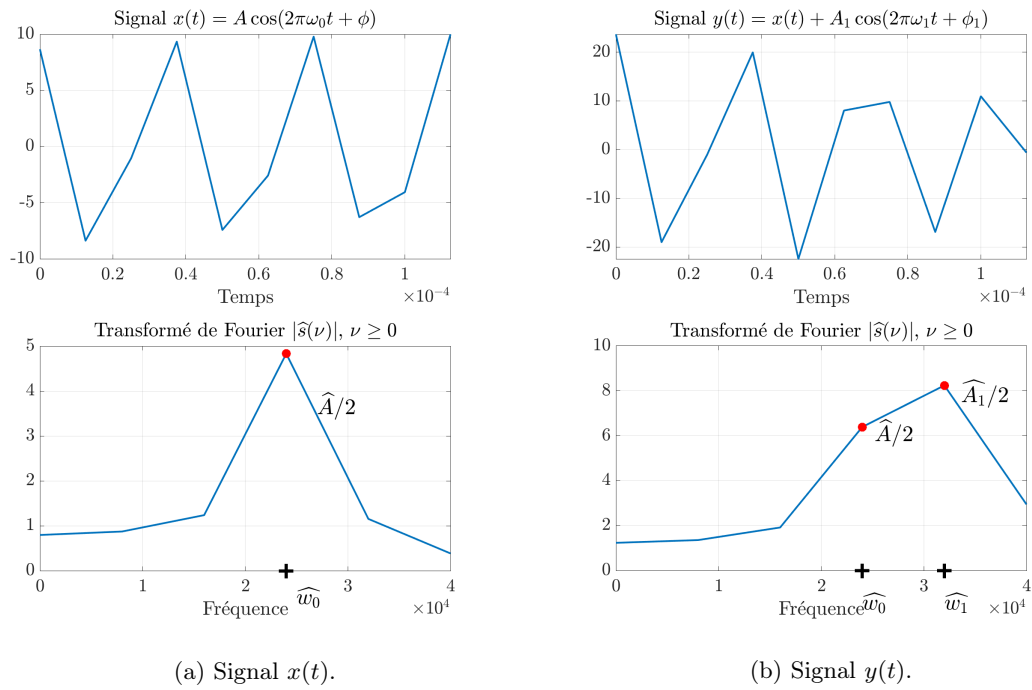 Signal x(t) = A cos(2πω₀t + ϕ)
10
5
0
-5
-10
0 0.2 0.4 0.6 0.8 1
Temps ×10⁻⁴
Transformé de Fourier |ŝ(ν)|, ν ≥ 0
5
4
3
2
1
0
Â/2
0 1 2 3 4
Fréquence ŵ₀ ×10⁴
(a) Signal x(t).
Signal y(t) = x(t) + A₁ cos(2πω₁t + ϕ₁)
20
10
0
-10
-20
0 0.2 0.4 0.6 0.8 1
Temps ×10⁻⁴
Transformé de Fourier |ŝ(ν)|, ν ≥ 0
10
8
6
4
2
0
Â₁/2
Â/2
0 1 2 3 4
Fréquence ŵ₀ ŵ₁ ×10⁴
(b) Signal y(t).